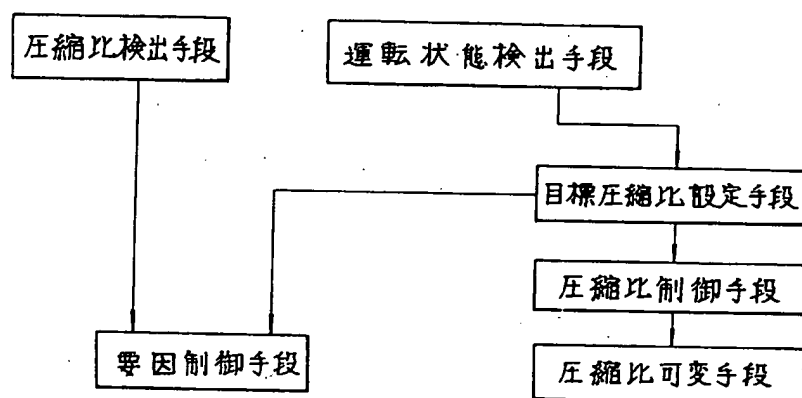 圧縮比検出手段
運転状態検出手段
目標圧縮比設定手段
圧縮比制御手段
要因制御手段
圧縮比可変手段